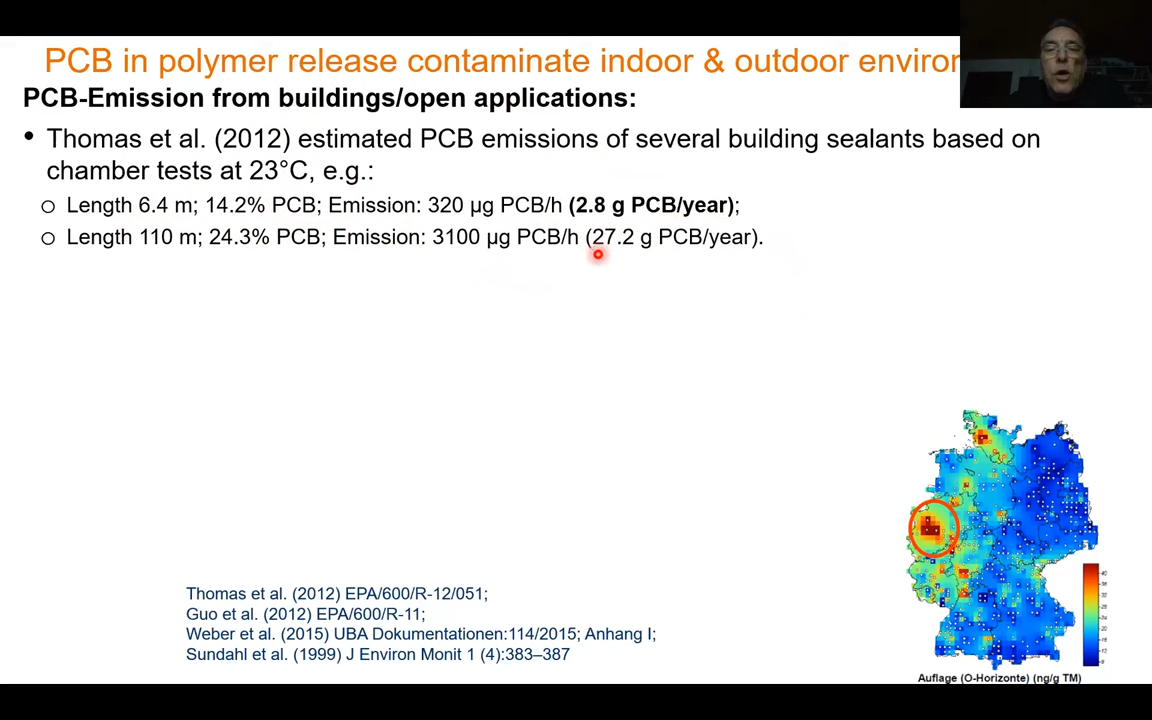 PCB in polymer release contaminate indoor & outdoor environ
PCB-Emission from buildings/open applications:
• Thomas et al. (2012) estimated PCB emissions of several building sealants based on
chamber tests at 23°C, e.g.:
o Length 6.4 m; 14.2% PCB; Emission: 320 µg PCB/h (2.8 g PCB/year);
o Length 110 m; 24.3% PCB; Emission: 3100 µg PCB/h (27.2 g PCB/year).
Thomas et al. (2012) EPA/600/R-12/051;
Guo et al. (2012) EPA/600/R-11;
Weber et al. (2015) UBA Dokumentationen:114/2015; Anhang I;
Sundahl et al. (1999) J Environ Monit 1 (4):383–387
Auflage (O-Horizonte) (ng/g TM)